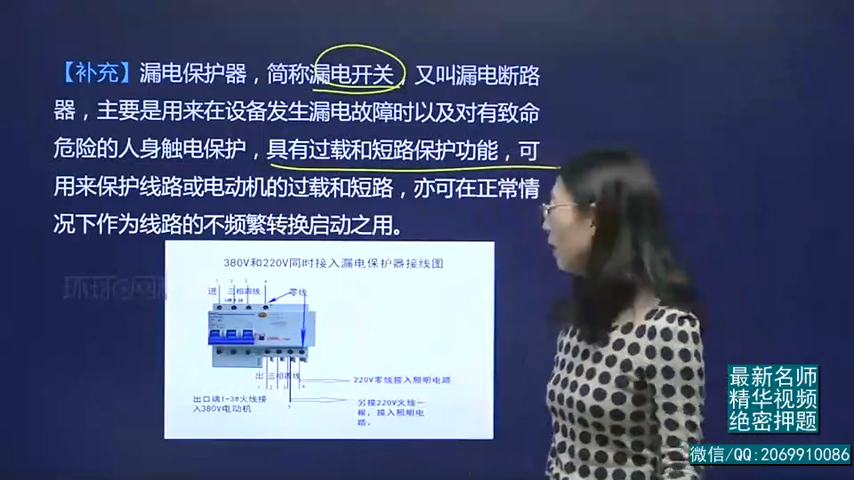 【补充】漏电保护器，简称漏电开关，又叫漏电断路
器，主要是用来在设备发生漏电故障时以及对有致命
危险的人身触电保护，具有过载和短路保护功能，可
用来保护线路或电动机的过载和短路，亦可在正常情
况下作为线路的不频繁转换启动之用。
380V和220V同时接入漏电保护器接线图
进 三相四线
零线
出 三相四线
220V零线接入照明电路
出口端1-3#火线接
入380V电动机
另接220V火线一
根，接入照明电
路.
环球网
最新名师
精华视频
绝密押题
微信/QQ:2069910086